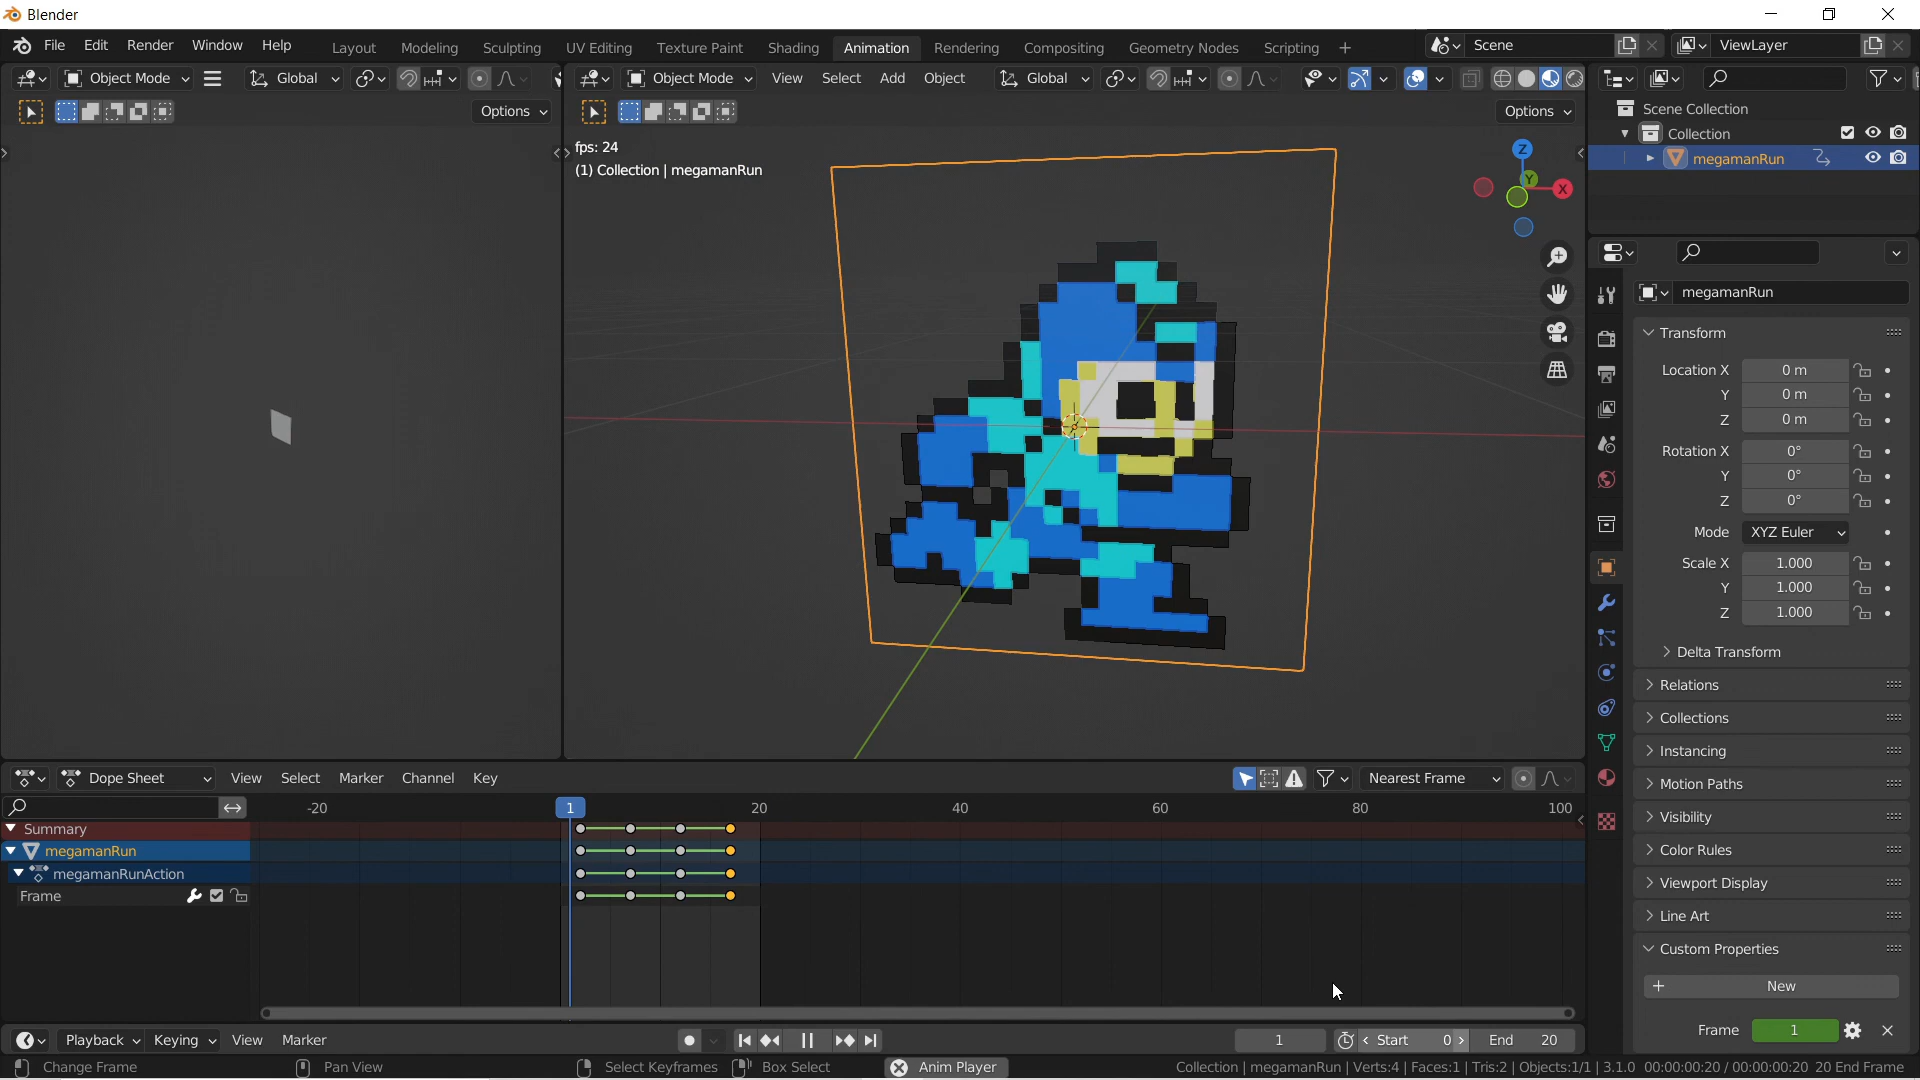 Blender
File Edit Render Window Help Layout Modeling Sculpting UV Editing Texture Paint Shading Animation Rendering Compositing Geometry Nodes Scripting + Scene ViewLayer
Object Mode Global Object Mode View Select Add Object Global
Options Options
fps: 24
(1) Collection | megamanRun
Z
Y
X
Scene Collection
Collection
megamanRun
megamanRun
Transform
Location X 0 m
Y 0 m
Z 0 m
Rotation X 0°
Y 0°
Z 0°
Mode XYZ Euler
Scale X 1.000
Y 1.000
Z 1.000
Delta Transform
Relations
Collections
Instancing
Motion Paths
Visibility
Color Rules
Viewport Display
Line Art
Custom Properties
+ New
Frame 1
Dope Sheet View Select Marker Channel Key Nearest Frame
-20 1 20 40 60 80 100
Summary
megamanRun
megamanRunAction
Frame
Playback Keying View Marker 1 Start 0 End 20
Change Frame Pan View Select Keyframes Box Select Anim Player Collection | megamanRun | Verts:4 | Faces:1 | Tris:2 | Objects:1/1 | 3.1.0 00:00:00:20 / 00:00:00:20 20 End Frame